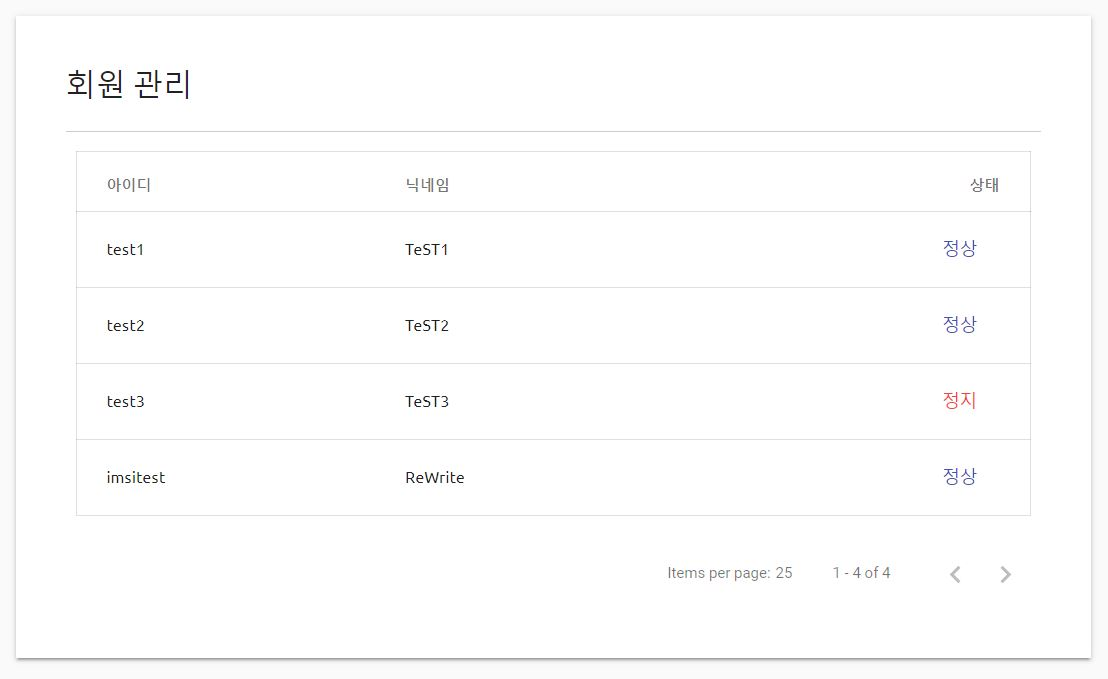 회원 관리
아이디 닉네임 상태
test1 TeST1 정상
test2 TeST2 정상
test3 TeST3 정지
imsitest ReWrite 정상
Items per page: 25 1 - 4 of 4